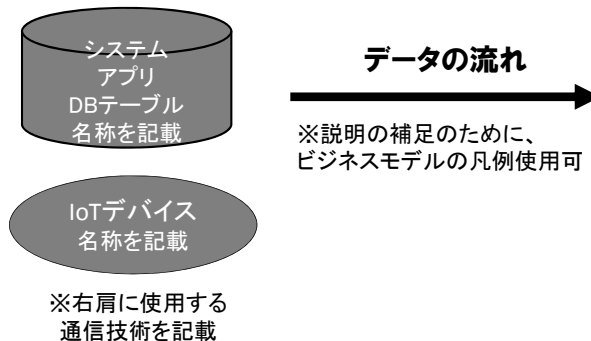 システム
アプリ
DBテーブル
名称を記載
データの流れ
※説明の補足のために、
ビジネスモデルの凡例使用可
IoTデバイス
名称を記載
※右肩に使用する
通信技術を記載